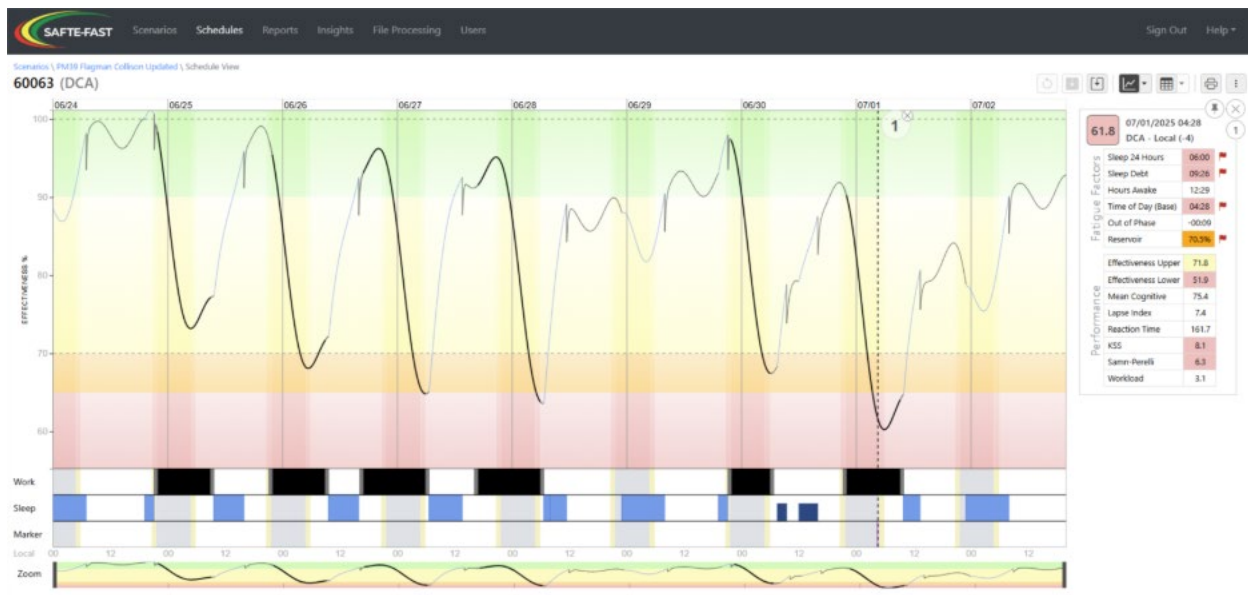 SAFTE-FAST Scenarios Schedules Reports Insights File Processing Users Sign Out Help
Scenarios \ PM39 Flagman Collison Updated \ Schedule View
60063 (DCA)
06/24 06/25 06/26 06/27 06/28 06/29 06/30 07/01 07/02
1
EFFECTIVENESS %
100
90
80
70
60
Work
Sleep
Marker
Local 00 12 00 12 00 12 00 12 00 12 00 12 00 12 00 12 00 12
Zoom
61.8 07/01/2025 04:28
DCA - Local (-4)
1
Fatigue Factors
Sleep 24 Hours 06:00
Sleep Debt 09:26
Hours Awake 12:29
Time of Day (Base) 04:28
Out of Phase -00:09
Reservoir 70.5%
Performance
Effectiveness Upper 71.8
Effectiveness Lower 51.9
Mean Cognitive 75.4
Lapse Index 7.4
Reaction Time 161.7
KSS 8.1
Samn-Perelli 6.3
Workload 3.1